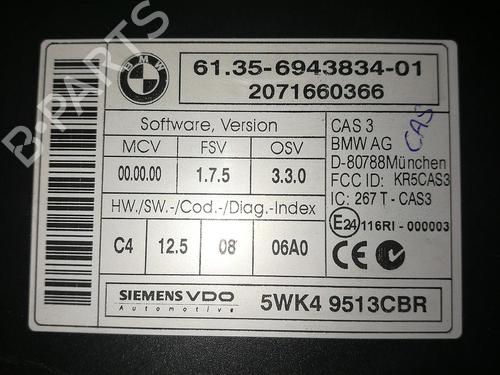 B-PARTS
BMW
61.35-6943834-01
2071660366
Software, Version
MCV FSV OSV
00.00.00 1.7.5 3.3.0
HW./SW.-/Cod.-/Diag.-Index
C4 12.5 08 06A0
CAS 3
CAS
BMW AG
D-80788München
FCC ID: KR5CAS3
IC: 267 T - CAS3
E24 116RI - 000003
CE
SIEMENS VDO
Automotive
5WK4 9513CBR